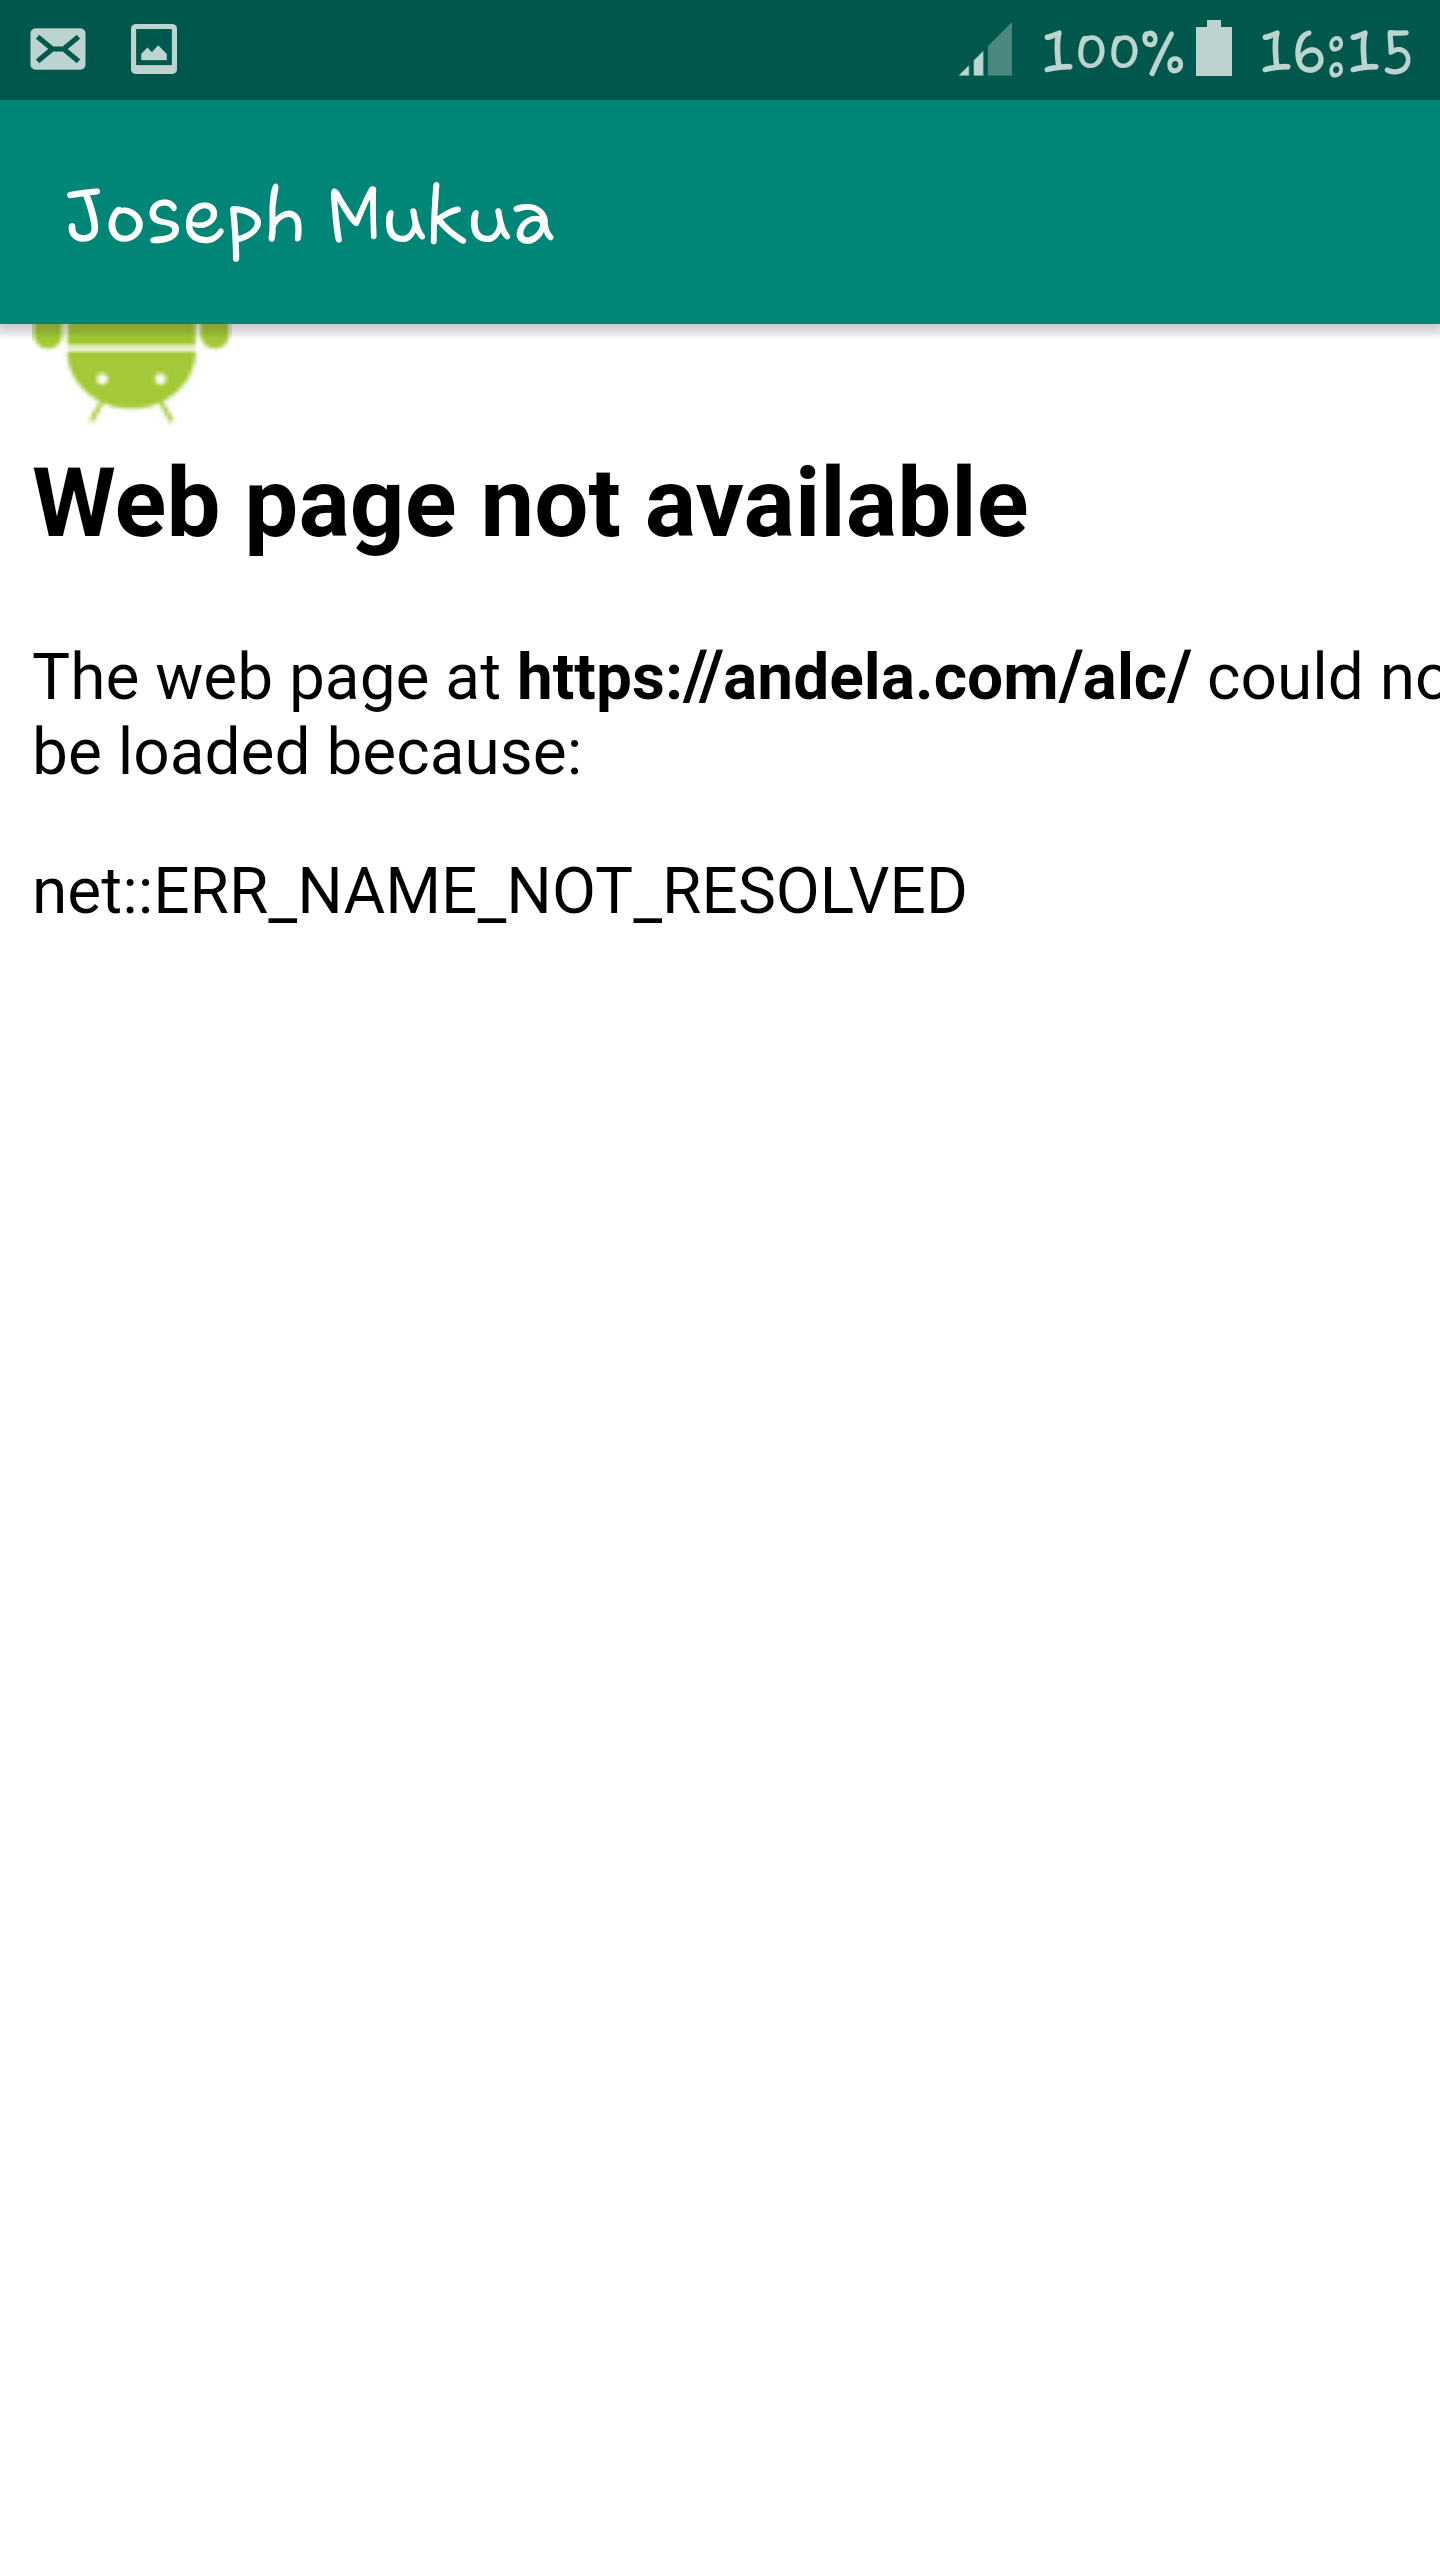 100% 16:15
Joseph Mukua
Web page not available
The web page at https://andela.com/alc/ could
be loaded because:
net::ERR_NAME_NOT_RESOLVED